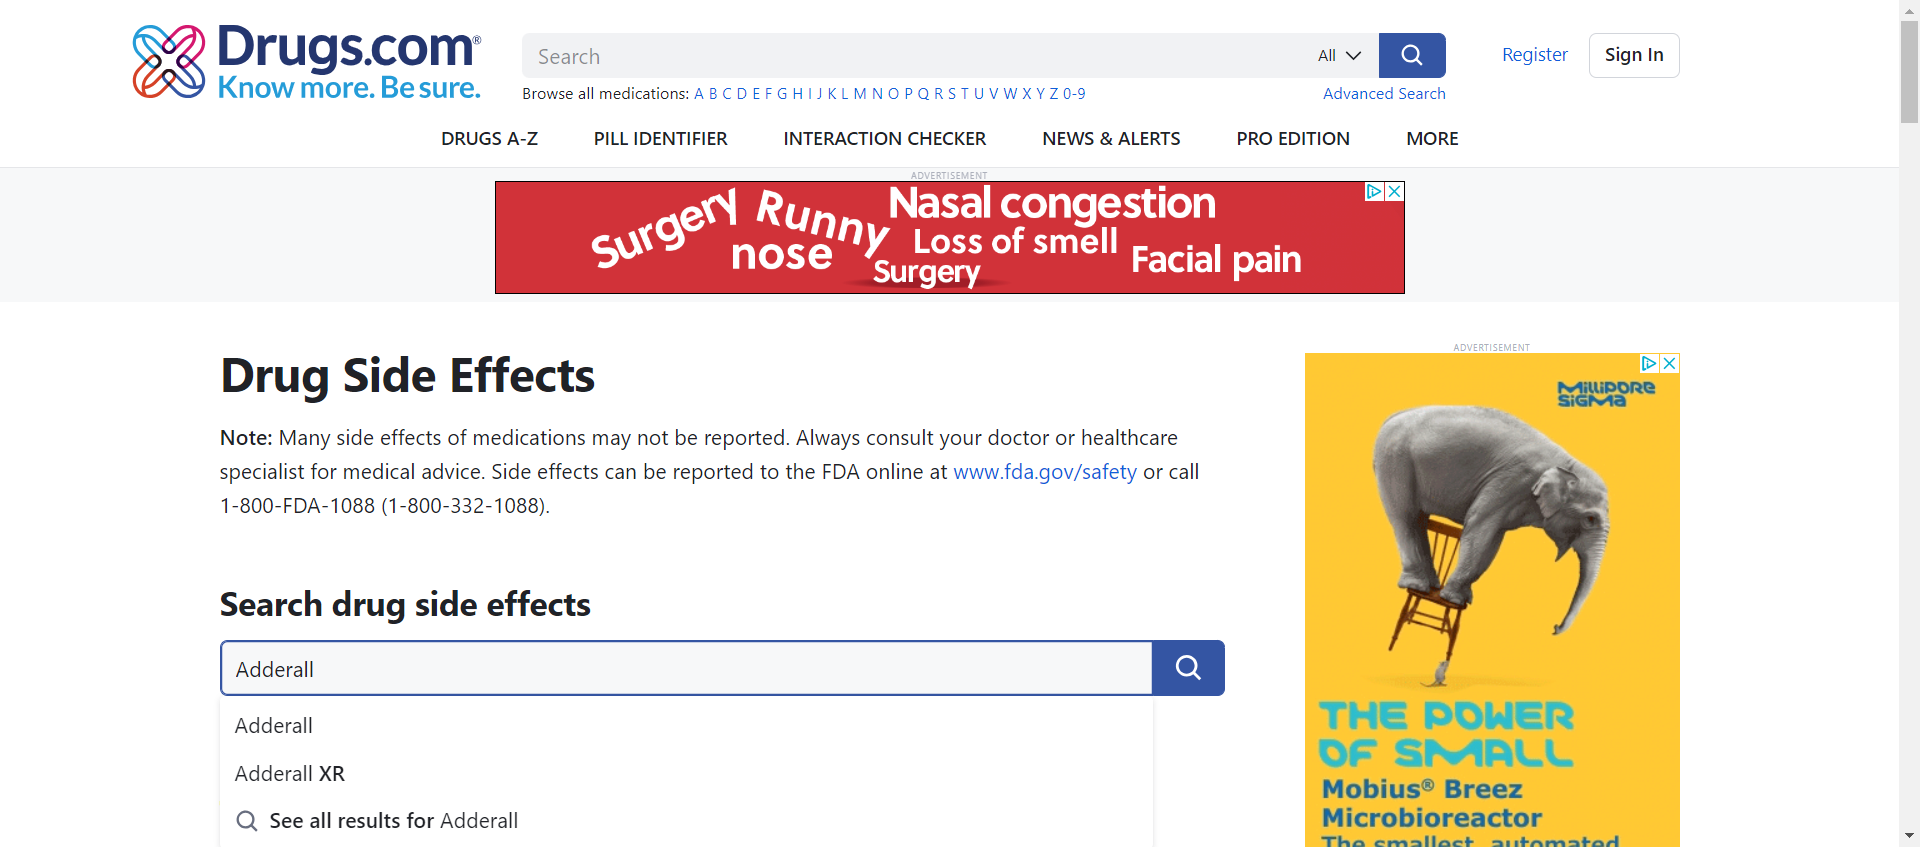 Drugs.com®
Know more. Be sure.
Search
All
Register
Sign In
Browse all medications: A B C D E F G H I J K L M N O P Q R S T U V W X Y Z 0-9
Advanced Search
DRUGS A-Z
PILL IDENTIFIER
INTERACTION CHECKER
NEWS & ALERTS
PRO EDITION
MORE
ADVERTISEMENT
Surgery
Runny
nose
Nasal congestion
Loss of smell
Surgery
Facial pain
Drug Side Effects
Note: Many side effects of medications may not be reported. Always consult your doctor or healthcare
specialist for medical advice. Side effects can be reported to the FDA online at www.fda.gov/safety or call
1-800-FDA-1088 (1-800-332-1088).
Search drug side effects
Adderall
Adderall
Adderall XR
See all results for Adderall
ADVERTISEMENT
MilliporE
SigMa
THE POWER
OF SMALL
Mobius® Breez
Microbioreactor
The smallest, automated